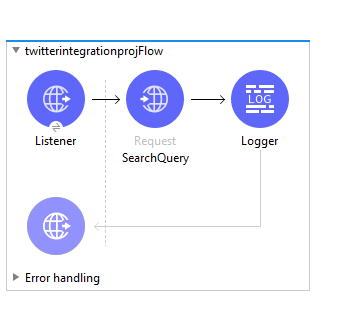 twitterintegrationprojFlow
LOG
Listener
Request
Logger
SearchQuery
Error handling